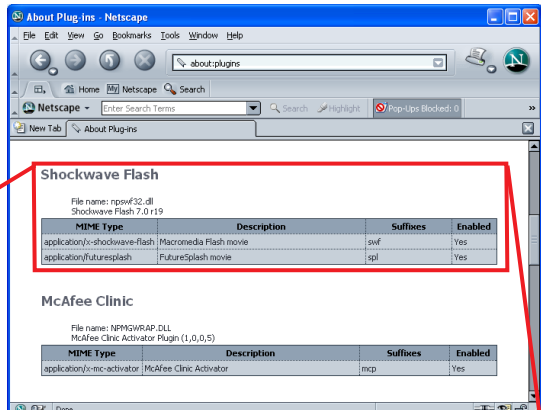 About Plug-ins - Netscape
File Edit View Go Bookmarks Tools Window Help
about:plugins
Home My Netscape Search
Netscape Enter Search Terms Search Highlight Pop-Ups Blocked: 0 »
New Tab About Plug-ins
Shockwave Flash
File name: npswf32.dll
Shockwave Flash 7.0 r19
MIME Type Description Suffixes Enabled
application/x-shockwave-flash Macromedia Flash movie swf Yes
application/futuresplash FutureSplash movie spl Yes
McAfee Clinic
File name: NPMGWRAP.DLL
McAfee Clinic Activator Plugin (1,0,0,5)
MIME Type Description Suffixes Enabled
application/x-mc-activator McAfee Clinic Activator mcp Yes
Done